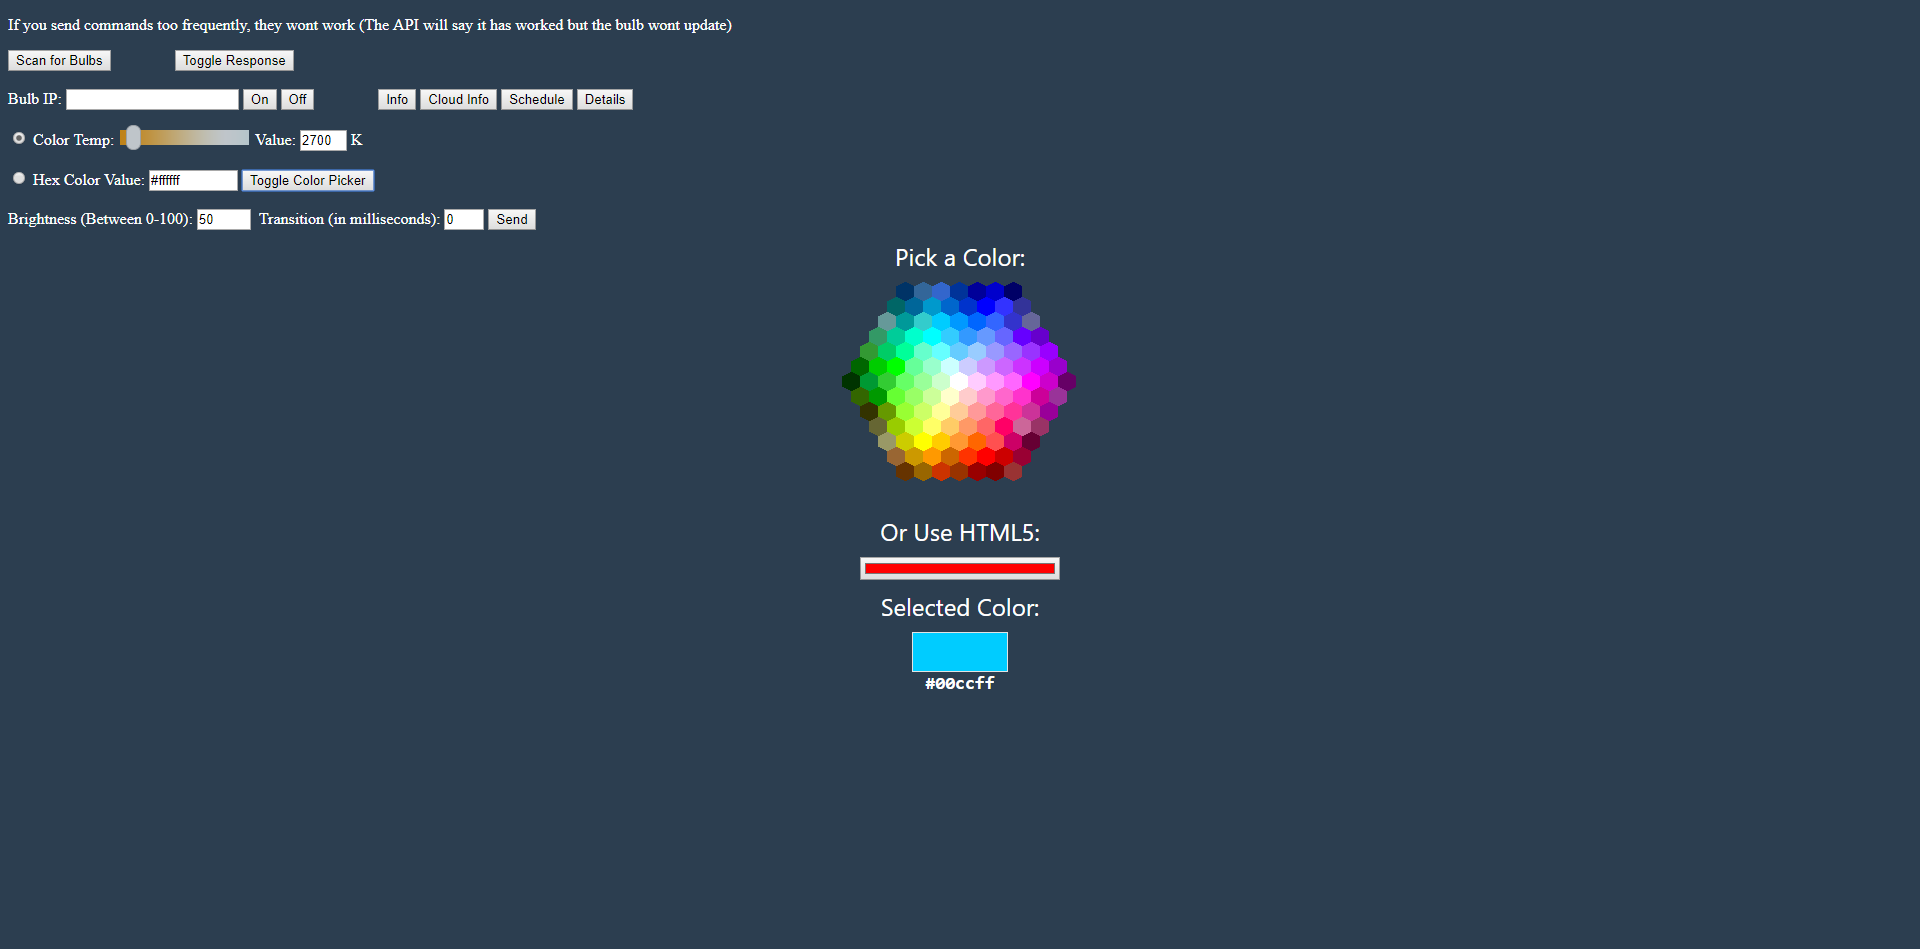 If you send commands too frequently, they wont work (The API will say it has worked but the bulb wont update)
Scan for Bulbs Toggle Response
Bulb IP: On Off Info Cloud Info Schedule Details
Color Temp: Value: 2700 K
Hex Color Value: #ffffff Toggle Color Picker
Brightness (Between 0-100): 50 Transition (in milliseconds): 0 Send
Pick a Color:
Or Use HTML5:
Selected Color:
#00ccff